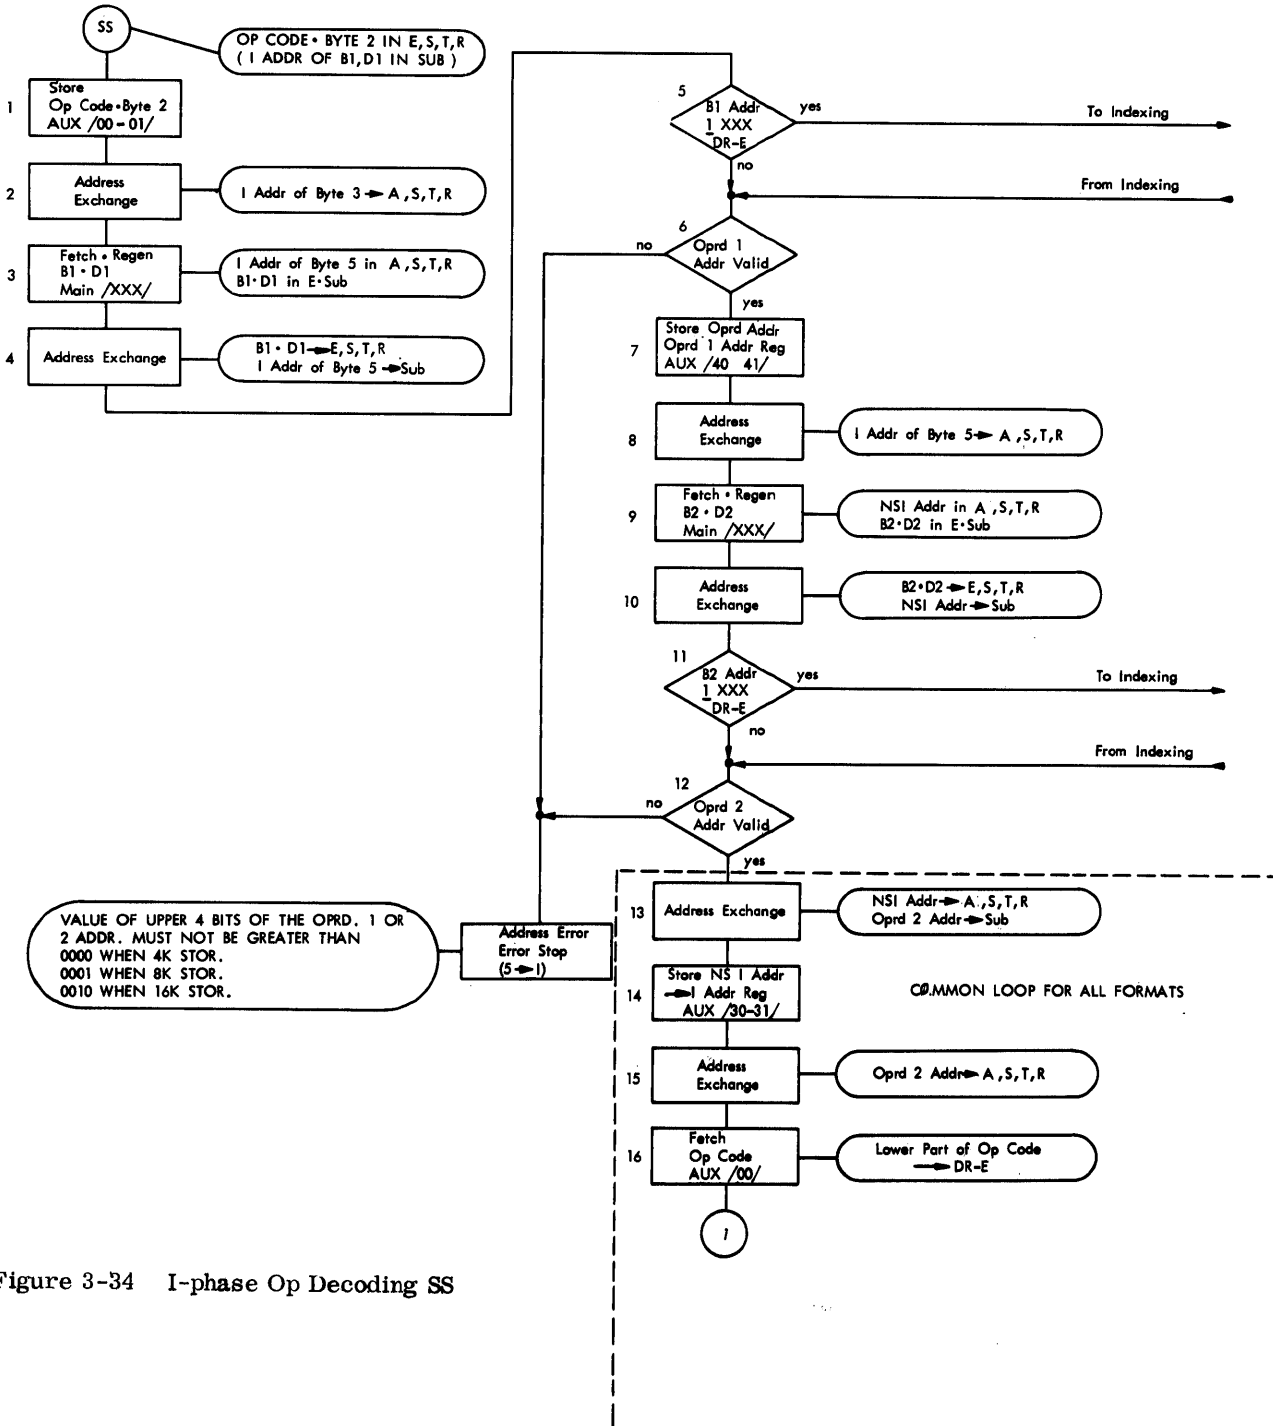 SS
OP CODE • BYTE 2 IN E,S,T,R
( I ADDR OF B1,D1 IN SUB )
1
Store
Op Code • Byte 2
AUX /00 - 01/
2
Address
Exchange
I Addr of Byte 3 → A ,S,T,R
3
Fetch • Regen
B1 • D1
Main /XXX/
I Addr of Byte 5 in A,S,T,R
B1• D1 in E•Sub
4
Address Exchange
B1 • D1→E,S,T,R
I Addr of Byte 5 →Sub
5
B1 Addr
1 XXX
DR-E
yes
To Indexing
no
From Indexing
6
Oprd 1
Addr Valid
no
yes
7
Store Oprd Addr
Oprd 1 Addr Reg
AUX /40 41/
8
Address
Exchange
I Addr of Byte 5→ A ,S,T,R
9
Fetch • Regen
B2 • D2
Main /XXX/
NSI Addr in A ,S,T,R
B2•D2 in E•Sub
10
Address
Exchange
B2•D2→E,S,T,R
NSI Addr→Sub
11
B2 Addr
1 XXX
DR-E
yes
To Indexing
no
From Indexing
12
Oprd 2
Addr Valid
no
yes
VALUE OF UPPER 4 BITS OF THE OPRD. 1 OR
2 ADDR. MUST NOT BE GREATER THAN
0000 WHEN 4K STOR.
0001 WHEN 8K STOR.
0010 WHEN 16K STOR.
Address Error
Error Stop
(5→I)
13
Address Exchange
NSI Addr→ A ,S,T,R
Oprd 2 Addr→Sub
14
Store NS I Addr
→I Addr Reg
AUX /30-31/
COMMON LOOP FOR ALL FORMATS
15
Address
Exchange
Oprd 2 Addr→ A ,S,T,R
16
Fetch
Op Code
AUX /00/
Lower Part of Op Code
→ DR-E
1
Figure 3-34 I-phase Op Decoding SS